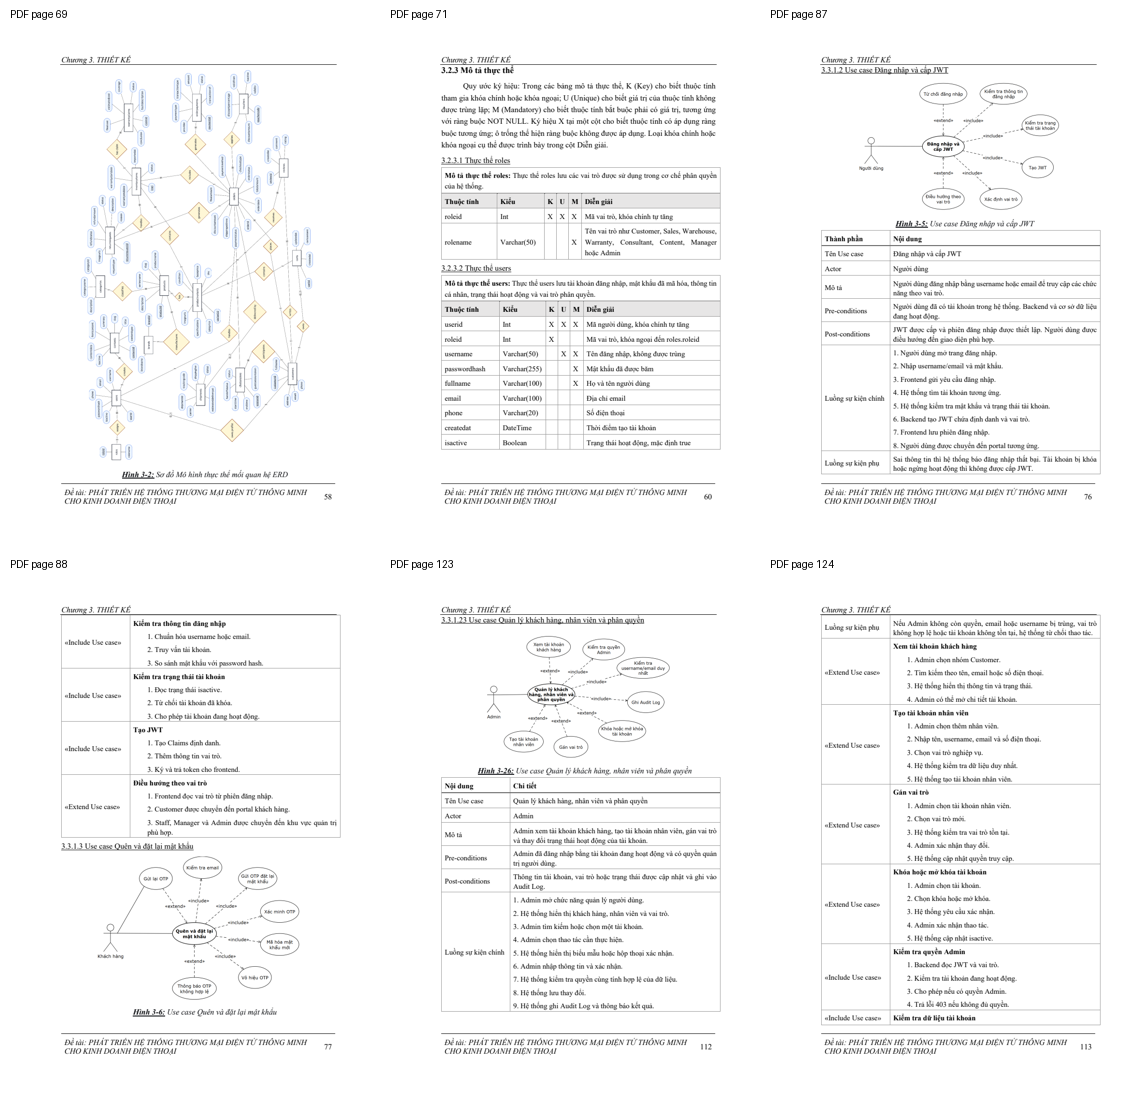 PDF page 69
Chương 3. THIẾT KẾ
Hình 3-2: Sơ đồ Mô hình thực thể mối quan hệ ERD
Đề tài: PHÁT TRIỂN HỆ THỐNG THƯƠNG MẠI ĐIỆN TỬ THÔNG MINH
CHO KINH DOANH ĐIỆN THOẠI
58
PDF page 71
Chương 3. THIẾT KẾ
3.2.3 Mô tả thực thể
Quy ước ký hiệu: Trong các bảng mô tả thực thể, K (Key) cho biết thuộc tính
tham gia khóa chính hoặc khóa ngoại; U (Unique) cho biết giá trị của thuộc tính không
được trùng lặp; M (Mandatory) cho biết thuộc tính bắt buộc phải có giá trị, tương ứng
với ràng buộc NOT NULL. Ký hiệu X tại một cột cho biết thuộc tính có áp dụng ràng
buộc tương ứng; ô trống thể hiện ràng buộc không được áp dụng. Loại khóa chính hoặc
khóa ngoại cụ thể được trình bày trong cột Diễn giải.
3.2.3.1 Thực thể roles
Mô tả thực thể roles: Thực thể roles lưu các vai trò được sử dụng trong cơ chế phân quyền
của hệ thống.
Thuộc tính Kiểu K U M Diễn giải
roleid Int X X X Mã vai trò, khóa chính tự tăng
rolename Varchar(50) X Tên vai trò như Customer, Sales, Warehouse,
Warranty, Consultant, Content, Manager
hoặc Admin
3.2.3.2 Thực thể users
Mô tả thực thể users: Thực thể users lưu tài khoản đăng nhập, mật khẩu đã mã hóa, thông tin
cá nhân, trạng thái hoạt động và vai trò phân quyền.
Thuộc tính Kiểu K U M Diễn giải
userid Int X X X Mã người dùng, khóa chính tự tăng
roleid Int X Mã vai trò, khóa ngoại đến roles.roleid
username Varchar(50) X X Tên đăng nhập, không được trùng
passwordhash Varchar(255) X Mật khẩu đã được băm
fullname Varchar(100) X Họ và tên người dùng
email Varchar(100) Địa chỉ email
phone Varchar(20) Số điện thoại
createdat DateTime Thời điểm tạo tài khoản
isactive Boolean Trạng thái hoạt động, mặc định true
Đề tài: PHÁT TRIỂN HỆ THỐNG THƯƠNG MẠI ĐIỆN TỬ THÔNG MINH
CHO KINH DOANH ĐIỆN THOẠI
60
PDF page 87
Chương 3. THIẾT KẾ
3.3.1.2 Use case Đăng nhập và cấp JWT
Từ chối đăng nhập
Kiểm tra thông tin
đăng nhập
Kiểm tra trạng
thái tài khoản
«extend»
«include»
«include»
Người dùng
Đăng nhập và
cấp JWT
«include»
Tạo JWT
«extend»
«include»
Điều hướng theo
vai trò
Xác định vai trò
Hình 3-5: Use case Đăng nhập và cấp JWT
Thành phần Nội dung
Tên Use case Đăng nhập và cấp JWT
Actor Người dùng
Mô tả Người dùng đăng nhập bằng username hoặc email để truy cập các chức
năng theo vai trò.
Pre-conditions Người dùng đã có tài khoản trong hệ thống. Backend và cơ sở dữ liệu
đang hoạt động.
Post-conditions JWT được cấp và phiên đăng nhập được thiết lập. Người dùng được
điều hướng đến giao diện phù hợp.
Luồng sự kiện chính
1. Người dùng mở trang đăng nhập.
2. Nhập username/email và mật khẩu.
3. Frontend gửi yêu cầu đăng nhập.
4. Hệ thống tìm tài khoản tương ứng.
5. Hệ thống kiểm tra mật khẩu và trạng thái tài khoản.
6. Backend tạo JWT chứa định danh và vai trò.
7. Frontend lưu phiên đăng nhập.
8. Người dùng được chuyển đến portal tương ứng.
Luồng sự kiện phụ Sai thông tin thì hệ thống báo đăng nhập thất bại. Tài khoản bị khóa
hoặc ngừng hoạt động thì không được cấp JWT.
Đề tài: PHÁT TRIỂN HỆ THỐNG THƯƠNG MẠI ĐIỆN TỬ THÔNG MINH
CHO KINH DOANH ĐIỆN THOẠI
76
PDF page 88
Chương 3. THIẾT KẾ
«Include Use case»
Kiểm tra thông tin đăng nhập
1. Chuẩn hóa username hoặc email.
2. Truy vấn tài khoản.
3. So sánh mật khẩu với password hash.
«Include Use case»
Kiểm tra trạng thái tài khoản
1. Đọc trạng thái isactive.
2. Từ chối tài khoản đã khóa.
3. Cho phép tài khoản đang hoạt động.
«Include Use case»
Tạo JWT
1. Tạo Claims định danh.
2. Thêm thông tin vai trò.
3. Ký và trả token cho frontend.
«Extend Use case»
Điều hướng theo vai trò
1. Frontend đọc vai trò từ phiên đăng nhập.
2. Customer được chuyển đến portal khách hàng.
3. Staff, Manager và Admin được chuyển đến khu vực quản trị
phù hợp.
3.3.1.3 Use case Quên và đặt lại mật khẩu
Kiểm tra email
Gửi lại OTP
Gửi OTP đặt lại
mật khẩu
«extend»
«include»
«include»
Xác minh OTP
«include»
Khách hàng
Quên và đặt lại
mật khẩu
«include»
Mã hóa mật
khẩu mới
«extend»
«include»
Vô hiệu OTP
Thông báo OTP
không hợp lệ
Hình 3-6: Use case Quên và đặt lại mật khẩu
Đề tài: PHÁT TRIỂN HỆ THỐNG THƯƠNG MẠI ĐIỆN TỬ THÔNG MINH
CHO KINH DOANH ĐIỆN THOẠI
77
PDF page 123
Chương 3. THIẾT KẾ
3.3.1.23 Use case Quản lý khách hàng, nhân viên và phân quyền
Xem tài khoản
khách hàng
Kiểm tra quyền
Admin
Kiểm tra
username/email duy
nhất
«extend»
«include»
«include»
Admin
Quản lý khách
hàng, nhân viên và
phân quyền
«include»
Ghi Audit Log
«extend»
«extend»
«extend»
Khóa hoặc mở khóa
tài khoản
Tạo tài khoản
nhân viên
Gán vai trò
Hình 3-26: Use case Quản lý khách hàng, nhân viên và phân quyền
Nội dung Chi tiết
Tên Use case Quản lý khách hàng, nhân viên và phân quyền
Actor Admin
Mô tả Admin xem tài khoản khách hàng, tạo tài khoản nhân viên, gán vai trò
và thay đổi trạng thái hoạt động của tài khoản.
Pre-conditions Admin đã đăng nhập bằng tài khoản đang hoạt động và có quyền quản
trị người dùng.
Post-conditions Thông tin tài khoản, vai trò hoặc trạng thái được cập nhật và ghi vào
Audit Log.
Luồng sự kiện chính
1. Admin mở chức năng quản lý người dùng.
2. Hệ thống hiển thị khách hàng, nhân viên và vai trò.
3. Admin tìm kiếm hoặc chọn một tài khoản.
4. Admin chọn thao tác cần thực hiện.
5. Hệ thống hiển thị biểu mẫu hoặc hộp thoại xác nhận.
6. Admin nhập thông tin và xác nhận.
7. Hệ thống kiểm tra quyền cùng tính hợp lệ của dữ liệu.
8. Hệ thống lưu thay đổi.
9. Hệ thống ghi Audit Log và thông báo kết quả.
Đề tài: PHÁT TRIỂN HỆ THỐNG THƯƠNG MẠI ĐIỆN TỬ THÔNG MINH
CHO KINH DOANH ĐIỆN THOẠI
112
PDF page 124
Chương 3. THIẾT KẾ
Luồng sự kiện phụ Nếu Admin không còn quyền, email hoặc username bị trùng, vai trò
không hợp lệ hoặc tài khoản không tồn tại, hệ thống từ chối thao tác.
«Extend Use case»
Xem tài khoản khách hàng
1. Admin chọn nhóm Customer.
2. Tìm kiếm theo tên, email hoặc số điện thoại.
3. Hệ thống hiển thị thông tin và trạng thái.
4. Admin có thể mở chi tiết tài khoản.
«Extend Use case»
Tạo tài khoản nhân viên
1. Admin chọn thêm nhân viên.
2. Nhập tên, username, email và số điện thoại.
3. Chọn vai trò nghiệp vụ.
4. Hệ thống kiểm tra dữ liệu duy nhất.
5. Hệ thống tạo tài khoản nhân viên.
«Extend Use case»
Gán vai trò
1. Admin chọn tài khoản nhân viên.
2. Chọn vai trò mới.
3. Hệ thống kiểm tra vai trò tồn tại.
4. Admin xác nhận thay đổi.
5. Hệ thống cập nhật quyền truy cập.
«Extend Use case»
Khóa hoặc mở khóa tài khoản
1. Admin chọn tài khoản.
2. Chọn khóa hoặc mở khóa.
3. Hệ thống yêu cầu xác nhận.
4. Admin xác nhận thao tác.
5. Hệ thống cập nhật isactive.
«Include Use case»
Kiểm tra quyền Admin
1. Backend đọc JWT và vai trò.
2. Kiểm tra tài khoản đang hoạt động.
3. Cho phép nếu có quyền Admin.
4. Trả lỗi 403 nếu không đủ quyền.
«Include Use case» Kiểm tra dữ liệu tài khoản
Đề tài: PHÁT TRIỂN HỆ THỐNG THƯƠNG MẠI ĐIỆN TỬ THÔNG MINH
CHO KINH DOANH ĐIỆN THOẠI
113